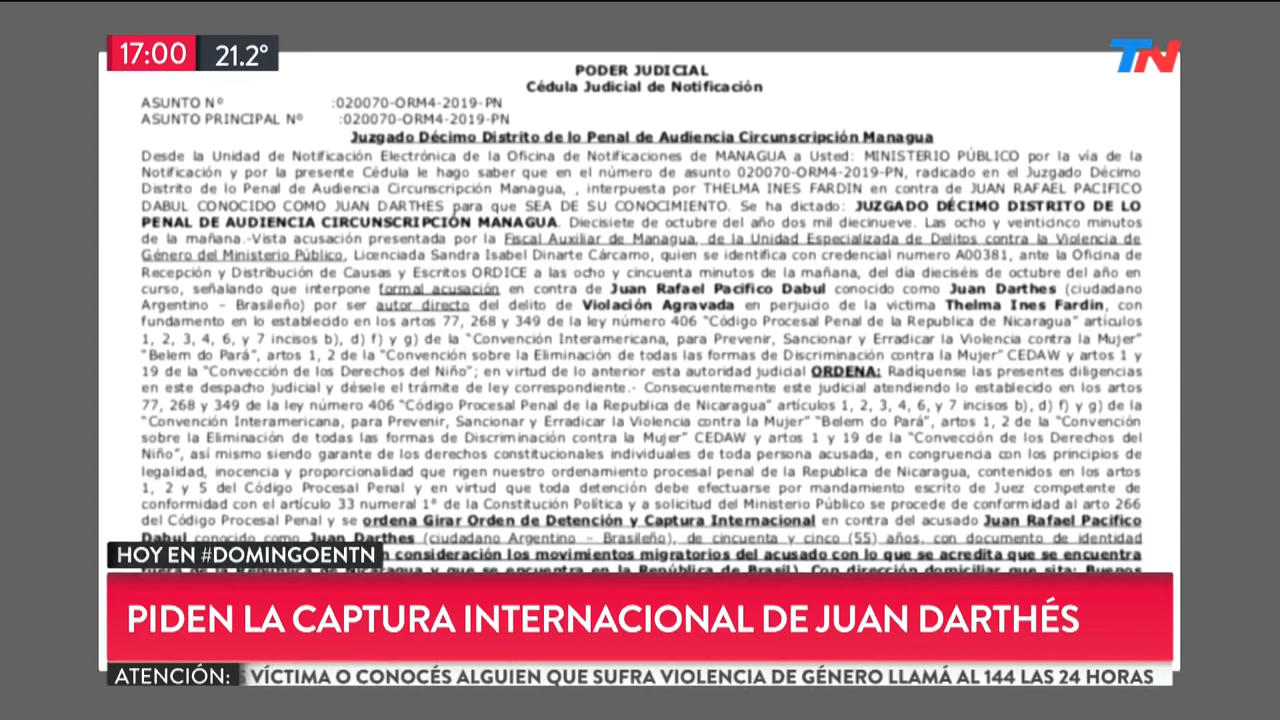 17:00
21.2°
TN
PODER JUDICIAL
Cédula Judicial de Notificación
ASUNTO Nº :020070-ORM4-2019-PN
ASUNTO PRINCIPAL Nº :020070-ORM4-2019-PN
Juzgado Décimo Distrito de lo Penal de Audiencia Circunscripción Managua
Desde la Unidad de Notificación Electrónica de la Oficina de Notificaciones de MANAGUA a Usted: MINISTERIO PÚBLICO por la vía de la
Notificación y por la presente Cédula le hago saber que en el número de asunto 020070-ORM4-2019-PN, radicado en el Juzgado Décimo
Distrito de lo Penal de Audiencia Circunscripción Managua, , interpuesta por THELMA INES FARDIN en contra de JUAN RAFAEL PACIFICO
DABUL CONOCIDO COMO JUAN DARTHES para que SEA DE SU CONOCIMIENTO. Se ha dictado: JUZGADO DÉCIMO DISTRITO DE LO
PENAL DE AUDIENCIA CIRCUNSCRIPCIÓN MANAGUA. Diecisiete de octubre del año dos mil diecinueve. Las ocho y veinticinco minutos
de la mañana.-Vista acusación presentada por la Fiscal Auxiliar de Managua, de la Unidad Especializada de Delitos contra la Violencia de
Género del Ministerio Público, Licenciada Sandra Isabel Dinarte Cárcamo, quien se identifica con credencial numero A00381, ante la Oficina de
Recepción y Distribución de Causas y Escritos ORDICE a las ocho y cincuenta minutos de la mañana, del día dieciséis de octubre del año en
curso, señalando que interpone formal acusación en contra de Juan Rafael Pacifico Dabul conocido como Juan Darthes (ciudadano
Argentino – Brasileño) por ser autor directo del delito de Violación Agravada en perjuicio de la victima Thelma Ines Fardin, con
fundamento en lo establecido en los artos 77, 268 y 349 de la ley número 406 "Código Procesal Penal de la Republica de Nicaragua" artículos
1, 2, 3, 4, 6, y 7 incisos b), d) f) y g) de la "Convención Interamericana, para Prevenir, Sancionar y Erradicar la Violencia contra la Mujer"
"Belem do Pará", artos 1, 2 de la "Convención sobre la Eliminación de todas las formas de Discriminación contra la Mujer" CEDAW y artos 1 y
19 de la "Convección de los Derechos del Niño"; en virtud de lo anterior esta autoridad judicial ORDENA: Radíquense las presentes diligencias
en este despacho judicial y désele el trámite de ley correspondiente.- Consecuentemente este judicial atendiendo lo establecido en los artos
77, 268 y 349 de la ley número 406 "Código Procesal Penal de la Republica de Nicaragua" artículos 1, 2, 3, 4, 6, y 7 incisos b), d) f) y g) de la
"Convención Interamericana, para Prevenir, Sancionar y Erradicar la Violencia contra la Mujer" "Belem do Pará", artos 1, 2 de la "Convención
sobre la Eliminación de todas las formas de Discriminación contra la Mujer" CEDAW y artos 1 y 19 de la "Convección de los Derechos del
Niño", así mismo siendo garante de los derechos constitucionales individuales de toda persona acusada, en congruencia con los principios de
legalidad, inocencia y proporcionalidad que rigen nuestro ordenamiento procesal penal de la Republica de Nicaragua, contenidos en los artos
1, 2 y 5 del Código Procesal Penal y en virtud que toda detención debe efectuarse por mandamiento escrito de Juez competente de
conformidad con el artículo 33 numeral 1° de la Constitución Política y a solicitud del Ministerio Público se procede de conformidad al arto 266
del Código Procesal Penal y se ordena Girar Orden de Detención y Captura Internacional en contra del acusado Juan Rafael Pacifico
Dabul conocido como Juan Darthes (ciudadano Argentino – Brasileño), de cincuenta y cinco (55) años, con documento de identidad
consideración los movimientos migratorios del acusado con lo que se acredita que se encuentra
fuera de la República de Nicaragua y que se encuentra en la República de Brasil). Con dirección domiciliar que sita: Buenos
HOY EN #DOMINGOENTN
PIDEN LA CAPTURA INTERNACIONAL DE JUAN DARTHÉS
ATENCIÓN: VÍCTIMA O CONOCÉS ALGUIEN QUE SUFRA VIOLENCIA DE GÉNERO LLAMÁ AL 144 LAS 24 HORAS